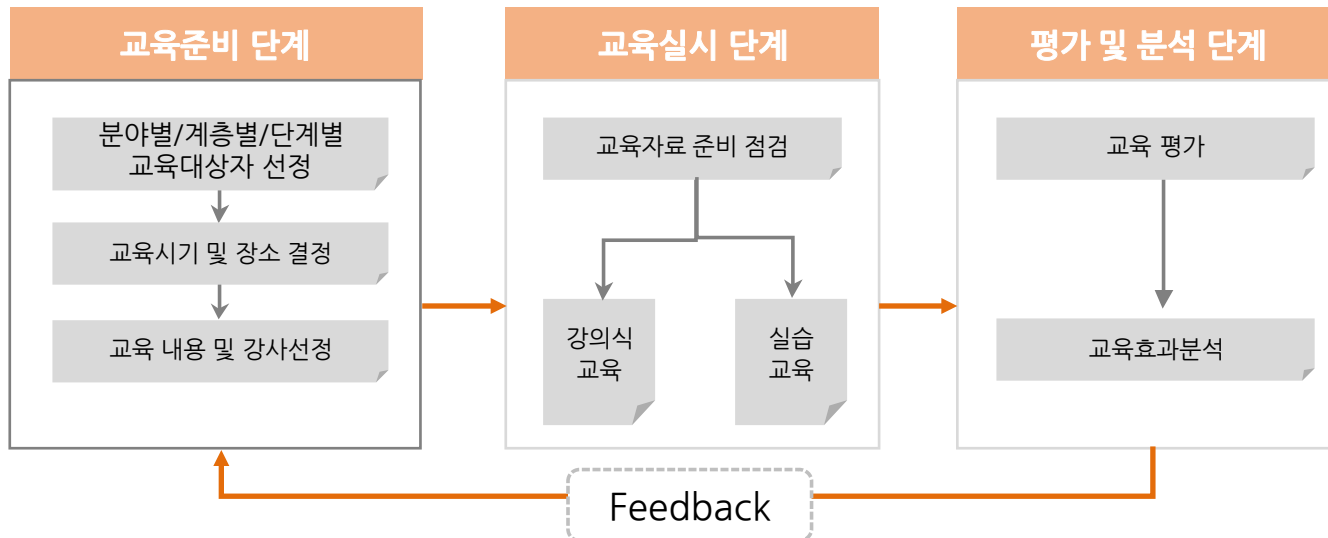 교육준비 단계
분야별/계층별/단계별
교육대상자 선정
교육시기 및 장소 결정
교육 내용 및 강사선정
교육실시 단계
교육자료 준비 점검
강의식
교육
실습
교육
평가 및 분석 단계
교육 평가
교육효과분석
Feedback